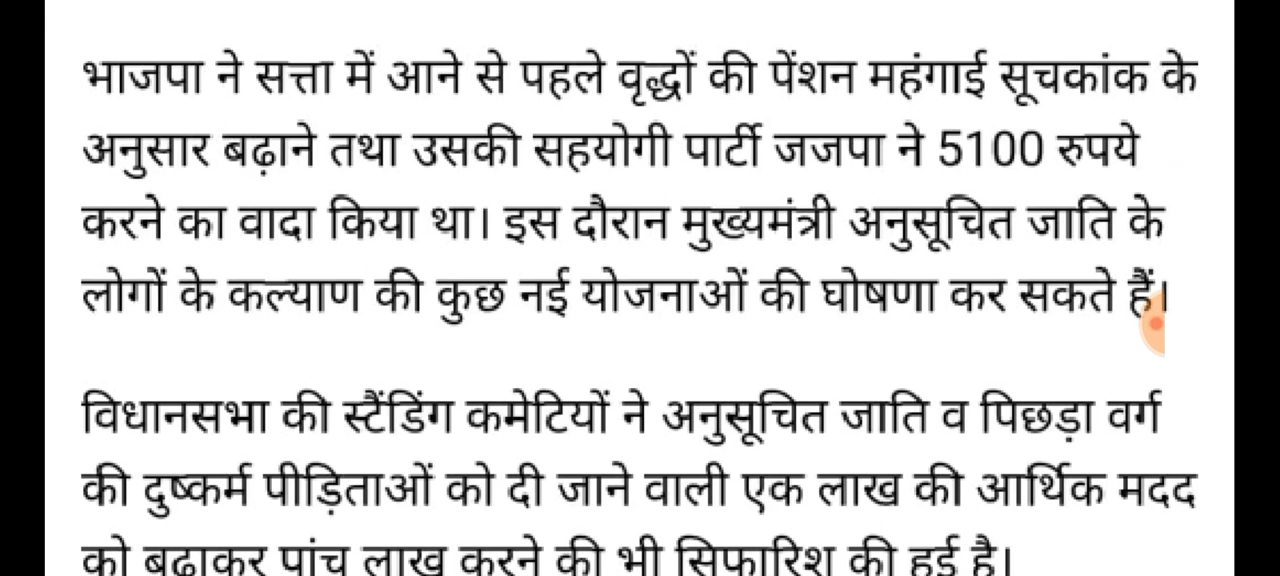 भाजपा ने सत्ता में आने से पहले वृद्धों की पेंशन महंगाई सूचकांक के
अनुसार बढ़ाने तथा उसकी सहयोगी पार्टी जजपा ने 5100 रुपये
करने का वादा किया था। इस दौरान मुख्यमंत्री अनुसूचित जाति के
लोगों के कल्याण की कुछ नई योजनाओं की घोषणा कर सकते हैं।
विधानसभा की स्टैंडिंग कमेटियों ने अनुसूचित जाति व पिछड़ा वर्ग
की दुष्कर्म पीड़िताओं को दी जाने वाली एक लाख की आर्थिक मदद
को बढ़ाकर पांच लाख करने की भी सिफारिश की हुई है।